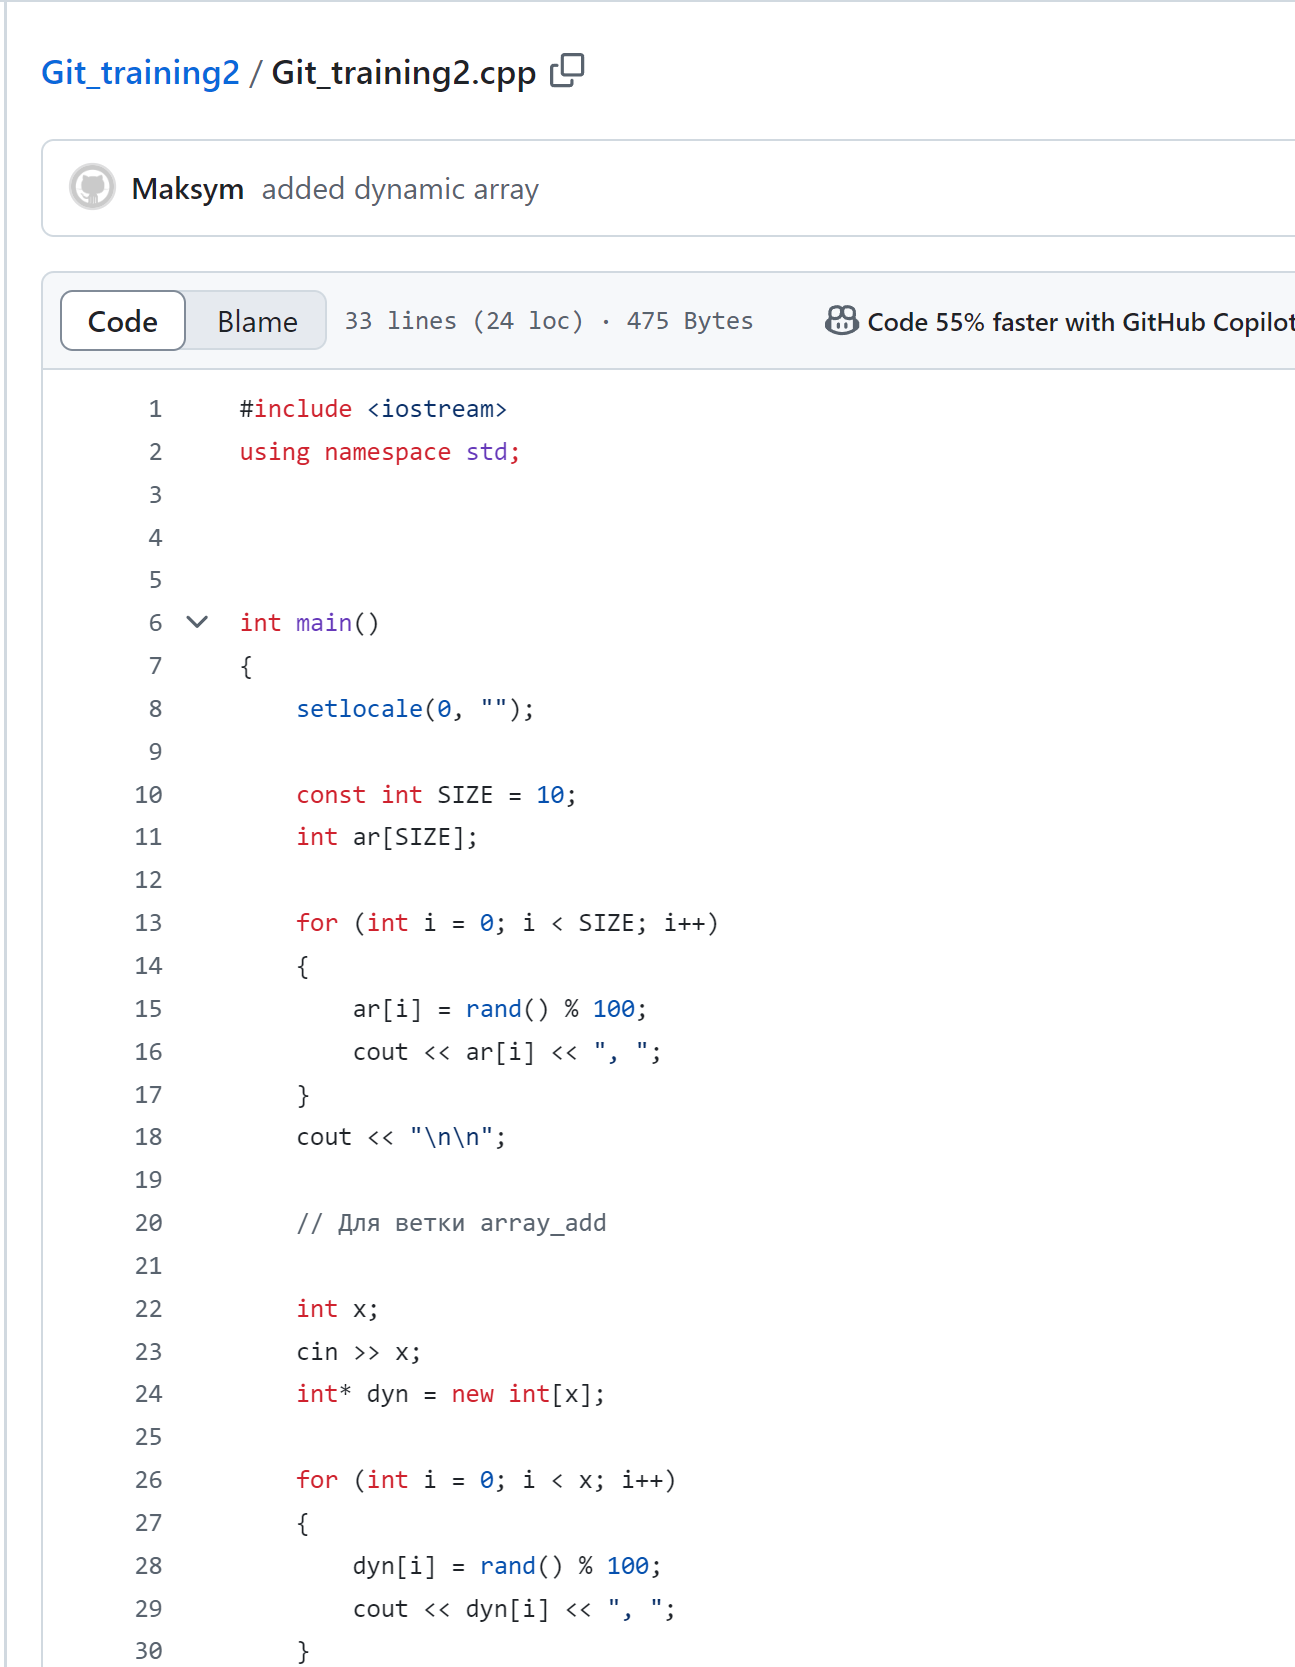 Git_training2 / Git_training2.cpp
Maksym added dynamic array
Code Blame 33 lines (24 loc) · 475 Bytes Code 55% faster with GitHub Copilot
1 #include <iostream>
2 using namespace std;
3
4
5
6 int main()
7 {
8 setlocale(0, "");
9
10 const int SIZE = 10;
11 int ar[SIZE];
12
13 for (int i = 0; i < SIZE; i++)
14 {
15 ar[i] = rand() % 100;
16 cout << ar[i] << ", ";
17 }
18 cout << "\n\n";
19
20 // Для ветки array_add
21
22 int x;
23 cin >> x;
24 int* dyn = new int[x];
25
26 for (int i = 0; i < x; i++)
27 {
28 dyn[i] = rand() % 100;
29 cout << dyn[i] << ", ";
30 }